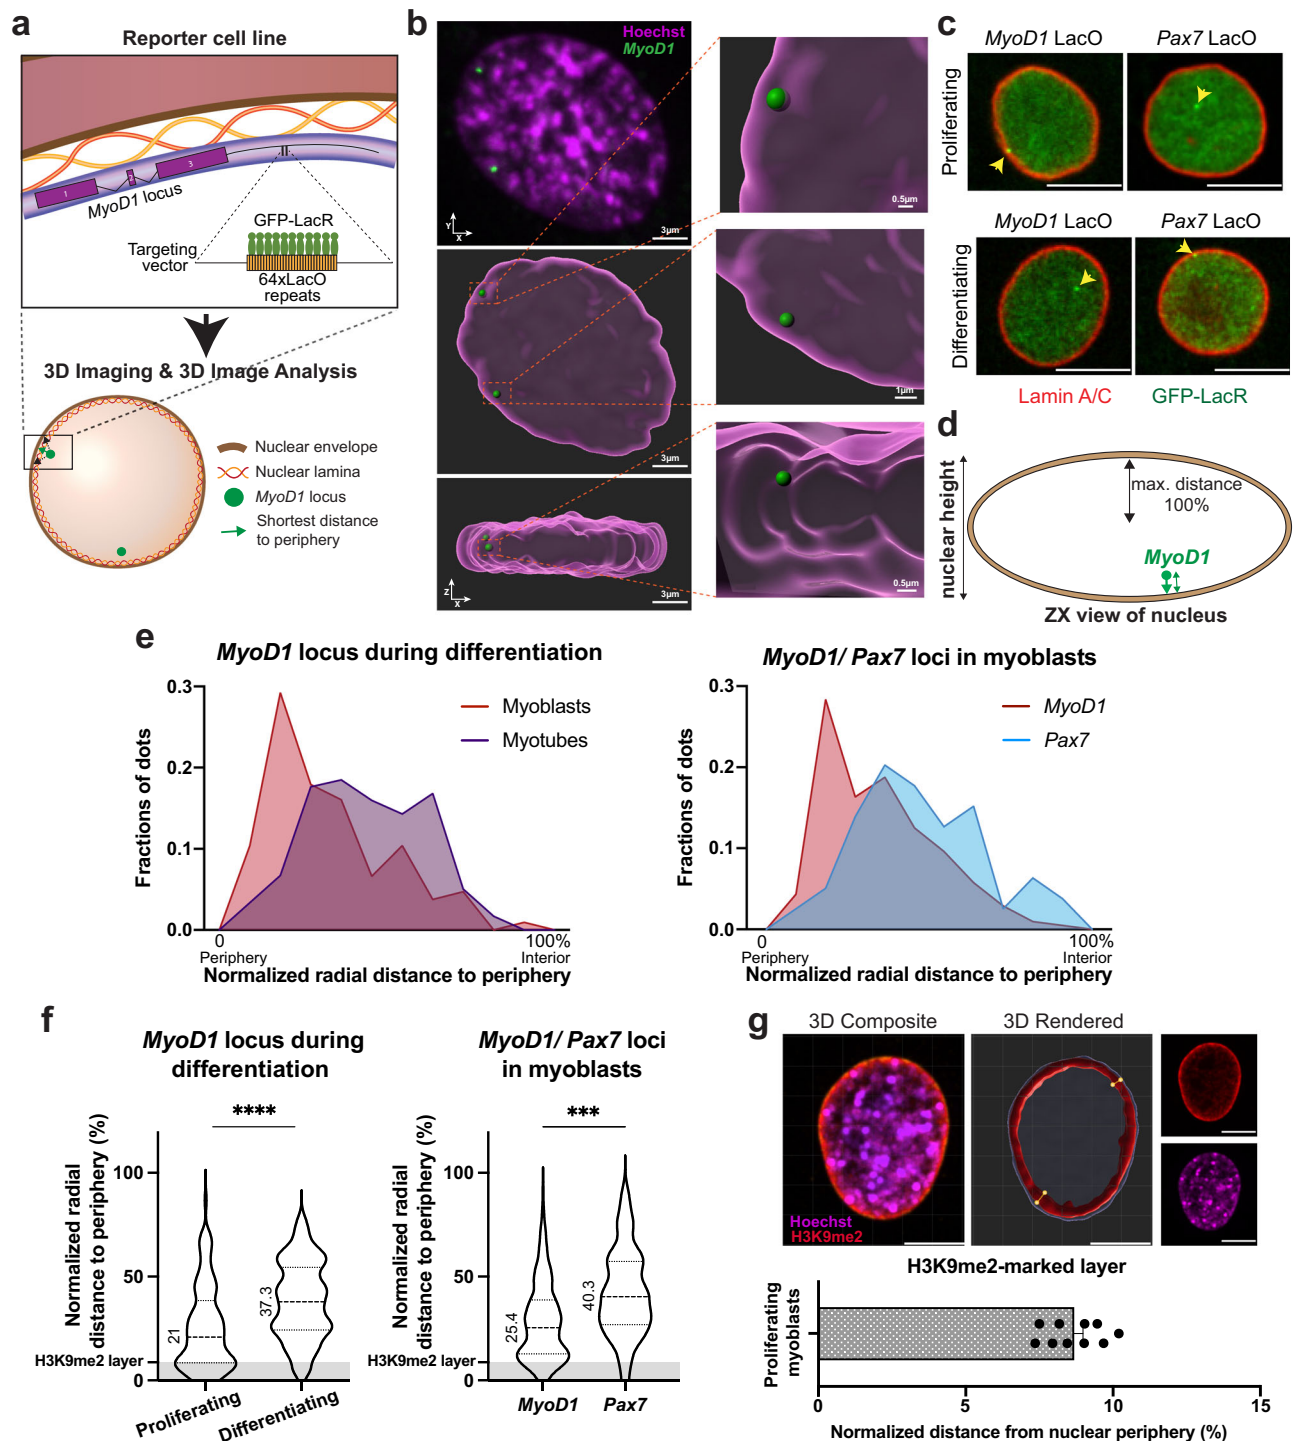 a
Reporter cell line
1
2
3
MyoD1 locus
GFP-LacR
Targeting
vector
64xLacO
repeats
3D Imaging & 3D Image Analysis
Nuclear envelope
Nuclear lamina
MyoD1 locus
Shortest distance
to periphery
b
Hoechst
MyoD1
Y
X
3µm
0.5µm
3µm
1µm
Z
X
3µm
0.5µm
c
MyoD1 LacO
Pax7 LacO
Proliferating
MyoD1 LacO
Pax7 LacO
Differentiating
Lamin A/C
GFP-LacR
d
nuclear height
max. distance
100%
MyoD1
ZX view of nucleus
e
MyoD1 locus during differentiation
Fractions of dots
0.3
0.2
0.1
0.0
Myoblasts
Myotubes
0
100%
Periphery
Interior
Normalized radial distance to periphery
MyoD1/ Pax7 loci in myoblasts
Fractions of dots
0.3
0.2
0.1
0.0
MyoD1
Pax7
0
100%
Periphery
Interior
Normalized radial distance to periphery
f
MyoD1 locus during
differentiation
****
Normalized radial
distance to periphery (%)
100
50
0
H3K9me2 layer
21
37.3
Proliferating
Differentiating
MyoD1/ Pax7 loci
in myoblasts
***
Normalized radial
distance to periphery (%)
100
50
0
H3K9me2 layer
25.4
40.3
MyoD1
Pax7
g
3D Composite
3D Rendered
Hoechst
H3K9me2
H3K9me2-marked layer
Proliferating
myoblasts
0
5
10
15
Normalized distance from nuclear periphery (%)